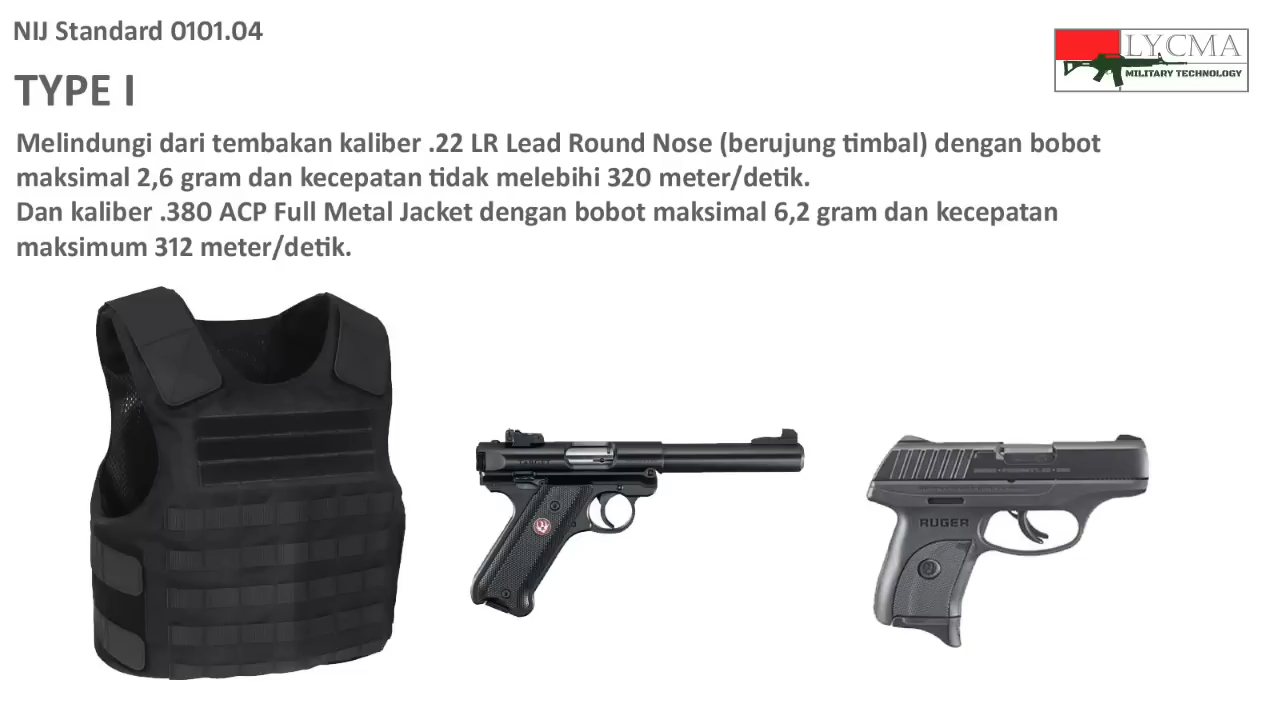 NIJ Standard 0101.04
LYCMA
MILITARY TECHNOLOGY
TYPE I
Melindungi dari tembakan kaliber .22 LR Lead Round Nose (berujung timbal) dengan bobot
maksimal 2,6 gram dan kecepatan tidak melebihi 320 meter/detik.
Dan kaliber .380 ACP Full Metal Jacket dengan bobot maksimal 6,2 gram dan kecepatan
maksimum 312 meter/detik.
TARGET
RUGER